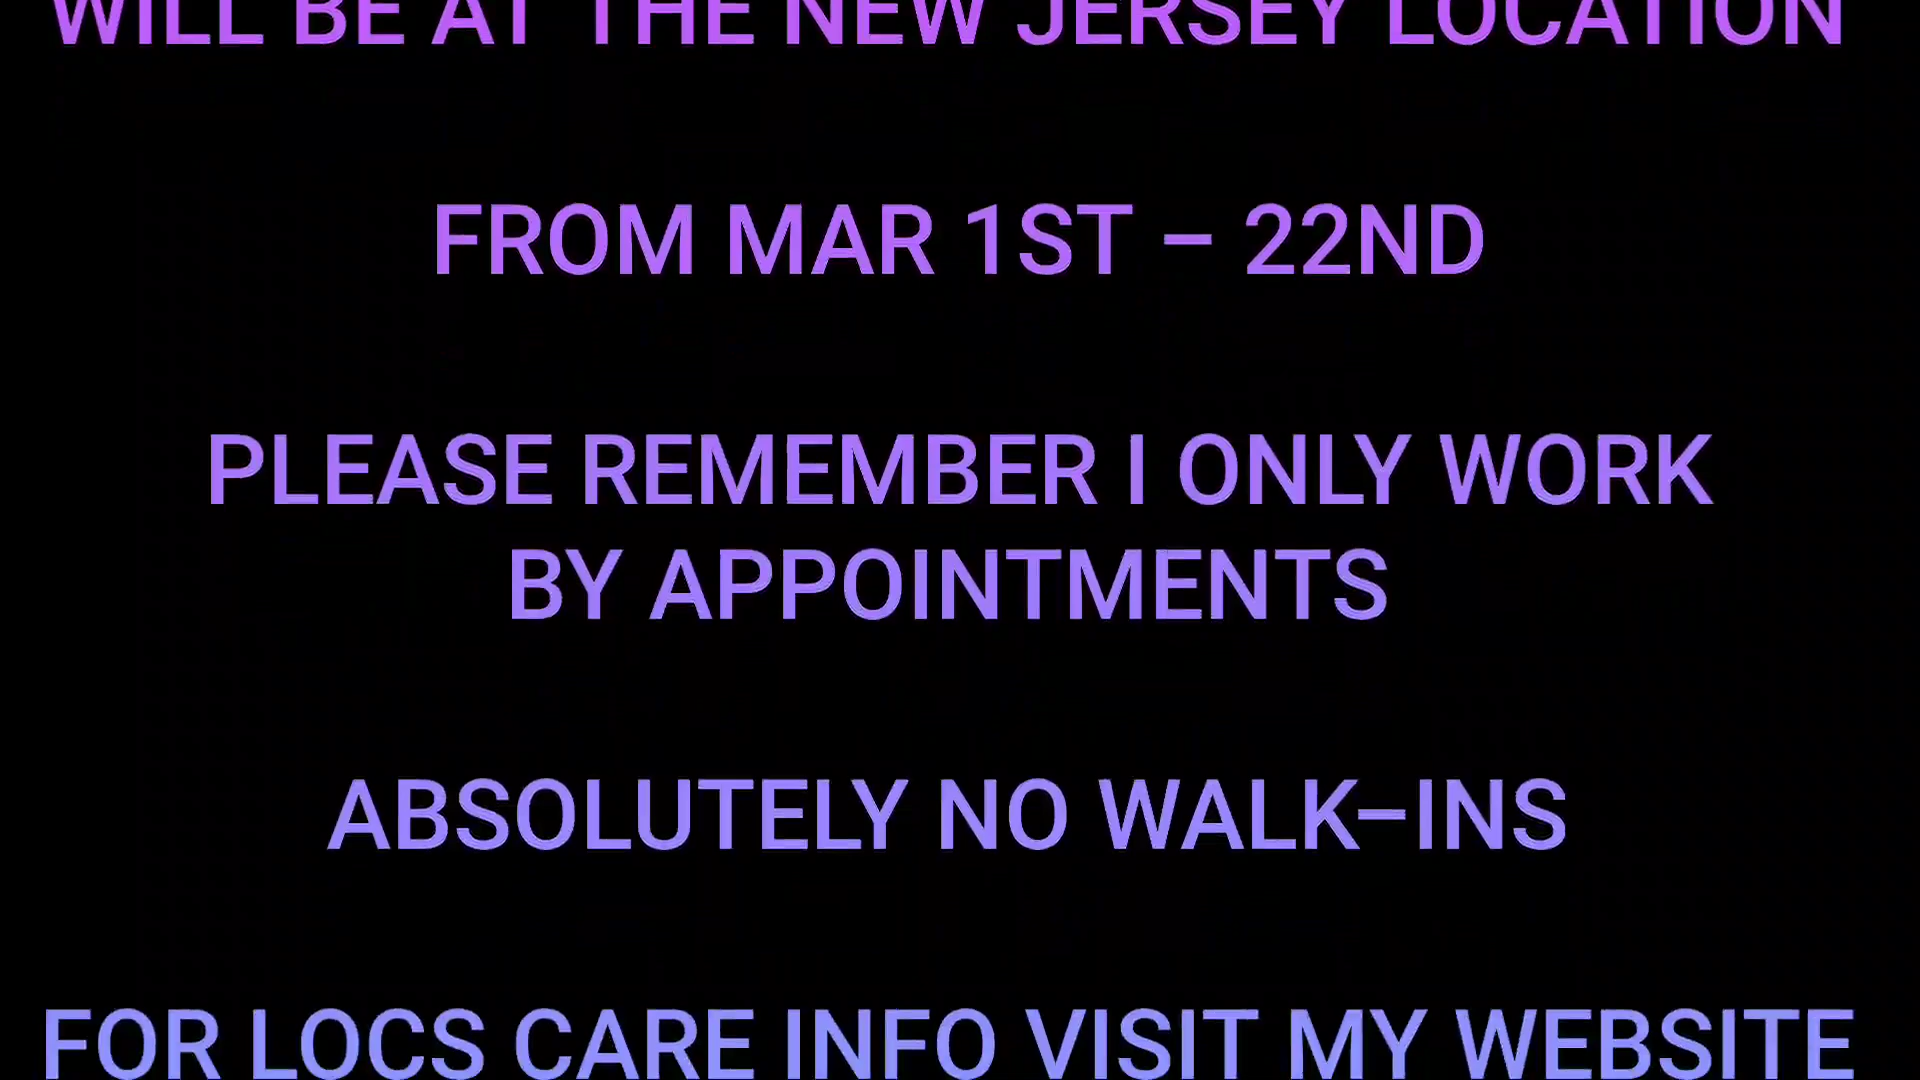 WILL BE AT THE NEW JERSEY LOCATION
FROM MAR 1ST – 22ND
PLEASE REMEMBER I ONLY WORK
BY APPOINTMENTS
ABSOLUTELY NO WALK–INS
FOR LOCS CARE INFO VISIT MY WEBSITE